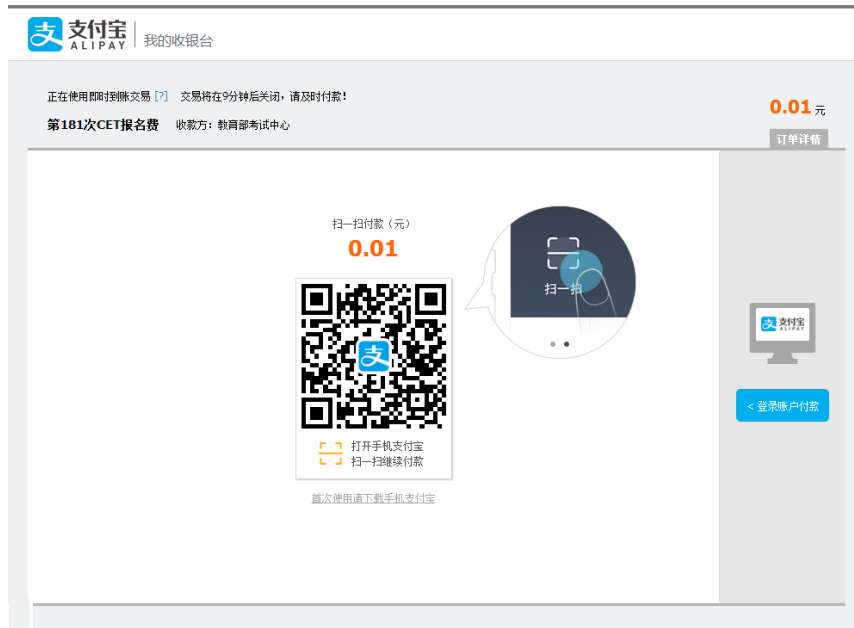 支付宝
ALIPAY
我的收银台
正在使用即时到账交易 [?] 交易将在9分钟后关闭，请及时付款！
0.01 元
第181次CET报名费 收款方：教育部考试中心
订单详情
扫一扫付款（元）
0.01
扫一扫
支
支付宝
ALIPAY
< 登录账户付款
打开手机支付宝
扫一扫继续付款
首次使用请下载手机支付宝